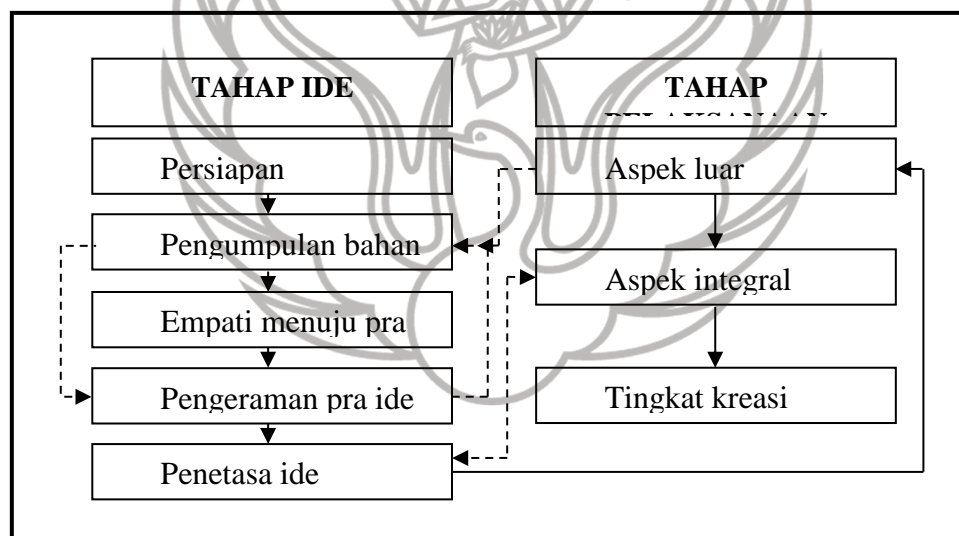 TAHAP IDE
Persiapan
Pengumpulan bahan
Empati menuju pra
Pengeraman pra ide
Penetasa ide
TAHAP
Aspek luar
Aspek integral
Tingkat kreasi